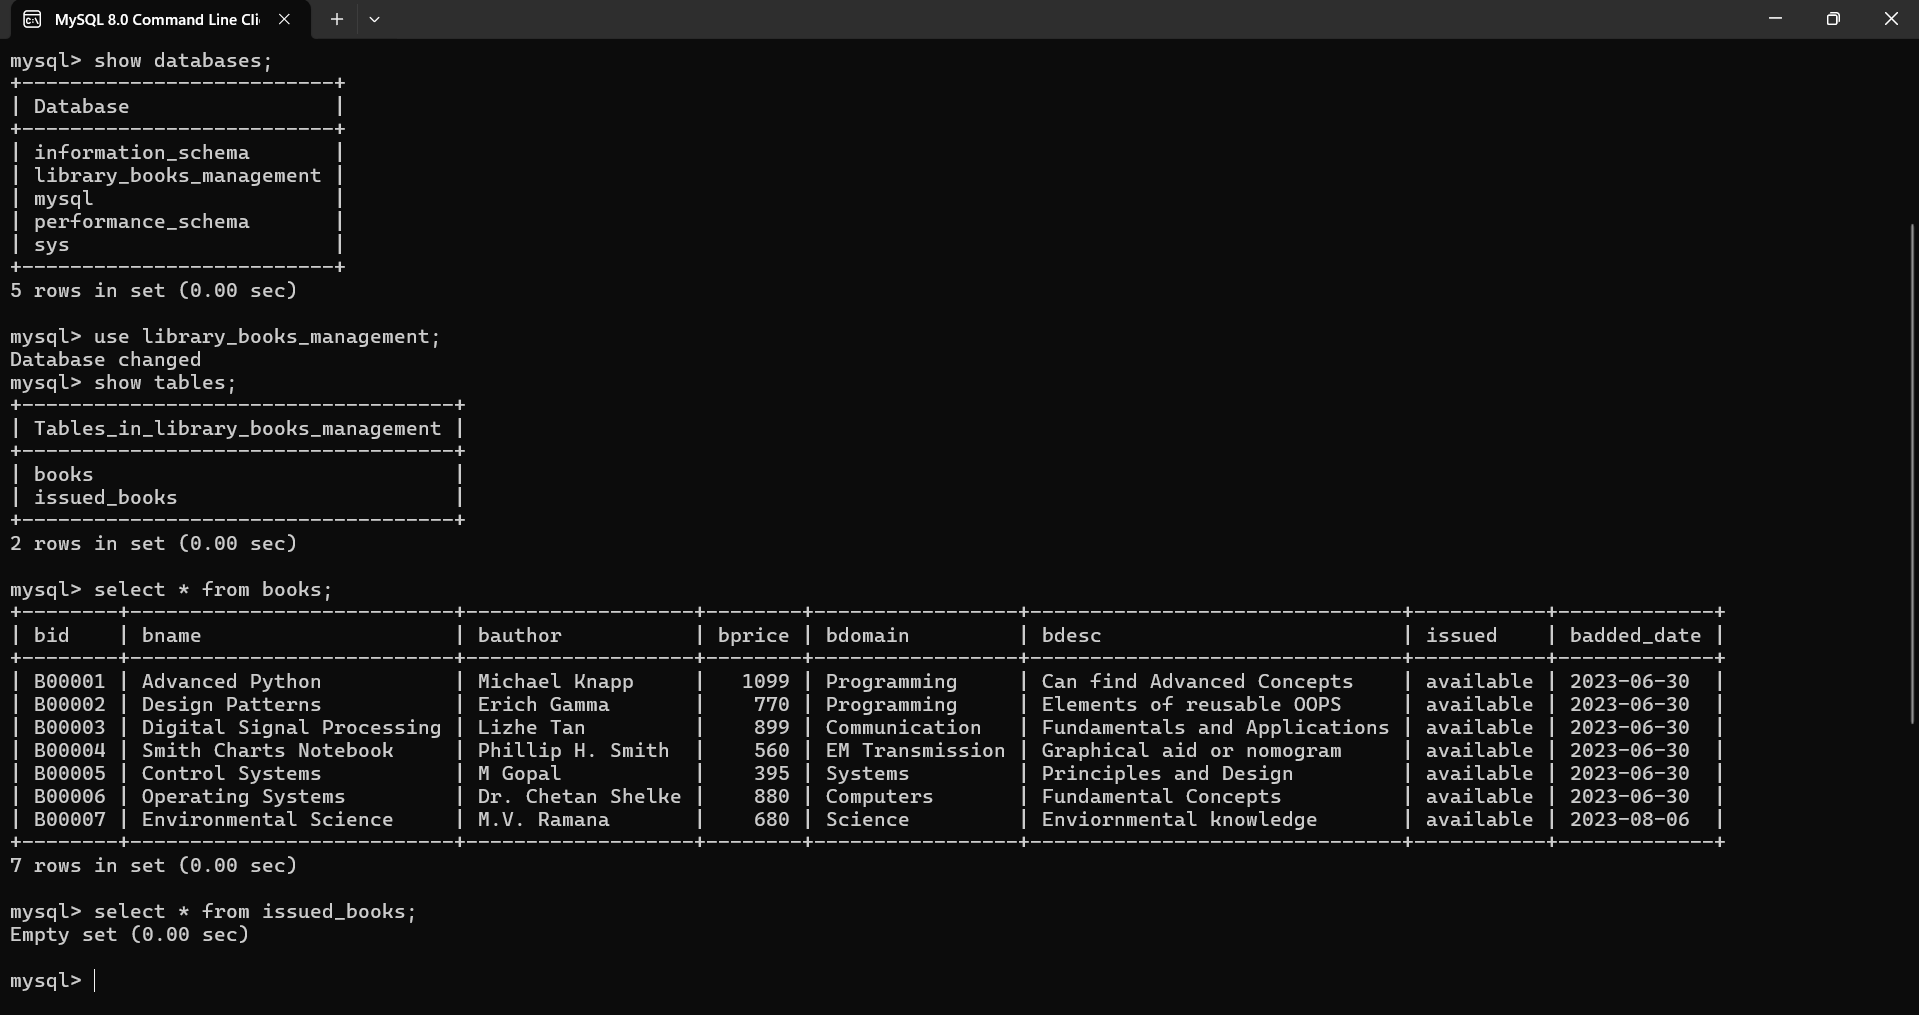 MySQL 8.0 Command Line Cli
mysql> show databases;
+--------------------------+
| Database                 |
+--------------------------+
| information_schema       |
| library_books_management |
| mysql                    |
| performance_schema       |
| sys                      |
+--------------------------+
5 rows in set (0.00 sec)

mysql> use library_books_management;
Database changed
mysql> show tables;
+------------------------------------+
| Tables_in_library_books_management |
+------------------------------------+
| books                              |
| issued_books                       |
+------------------------------------+
2 rows in set (0.00 sec)

mysql> select * from books;
+--------+---------------------------+-------------------+--------+-----------------+-------------------------------+-----------+-------------+
| bid    | bname                     | bauthor           | bprice | bdomain         | bdesc                         | issued    | badded_date |
+--------+---------------------------+-------------------+--------+-----------------+-------------------------------+-----------+-------------+
| B00001 | Advanced Python           | Michael Knapp     |   1099 | Programming     | Can find Advanced Concepts    | available | 2023-06-30  |
| B00002 | Design Patterns           | Erich Gamma       |    770 | Programming     | Elements of reusable OOPS     | available | 2023-06-30  |
| B00003 | Digital Signal Processing | Lizhe Tan         |    899 | Communication   | Fundamentals and Applications | available | 2023-06-30  |
| B00004 | Smith Charts Notebook     | Phillip H. Smith  |    560 | EM Transmission | Graphical aid or nomogram     | available | 2023-06-30  |
| B00005 | Control Systems           | M Gopal           |    395 | Systems         | Principles and Design         | available | 2023-06-30  |
| B00006 | Operating Systems         | Dr. Chetan Shelke |    880 | Computers       | Fundamental Concepts          | available | 2023-06-30  |
| B00007 | Environmental Science     | M.V. Ramana       |    680 | Science         | Enviornmental knowledge       | available | 2023-08-06  |
+--------+---------------------------+-------------------+--------+-----------------+-------------------------------+-----------+-------------+
7 rows in set (0.00 sec)

mysql> select * from issued_books;
Empty set (0.00 sec)

mysql>